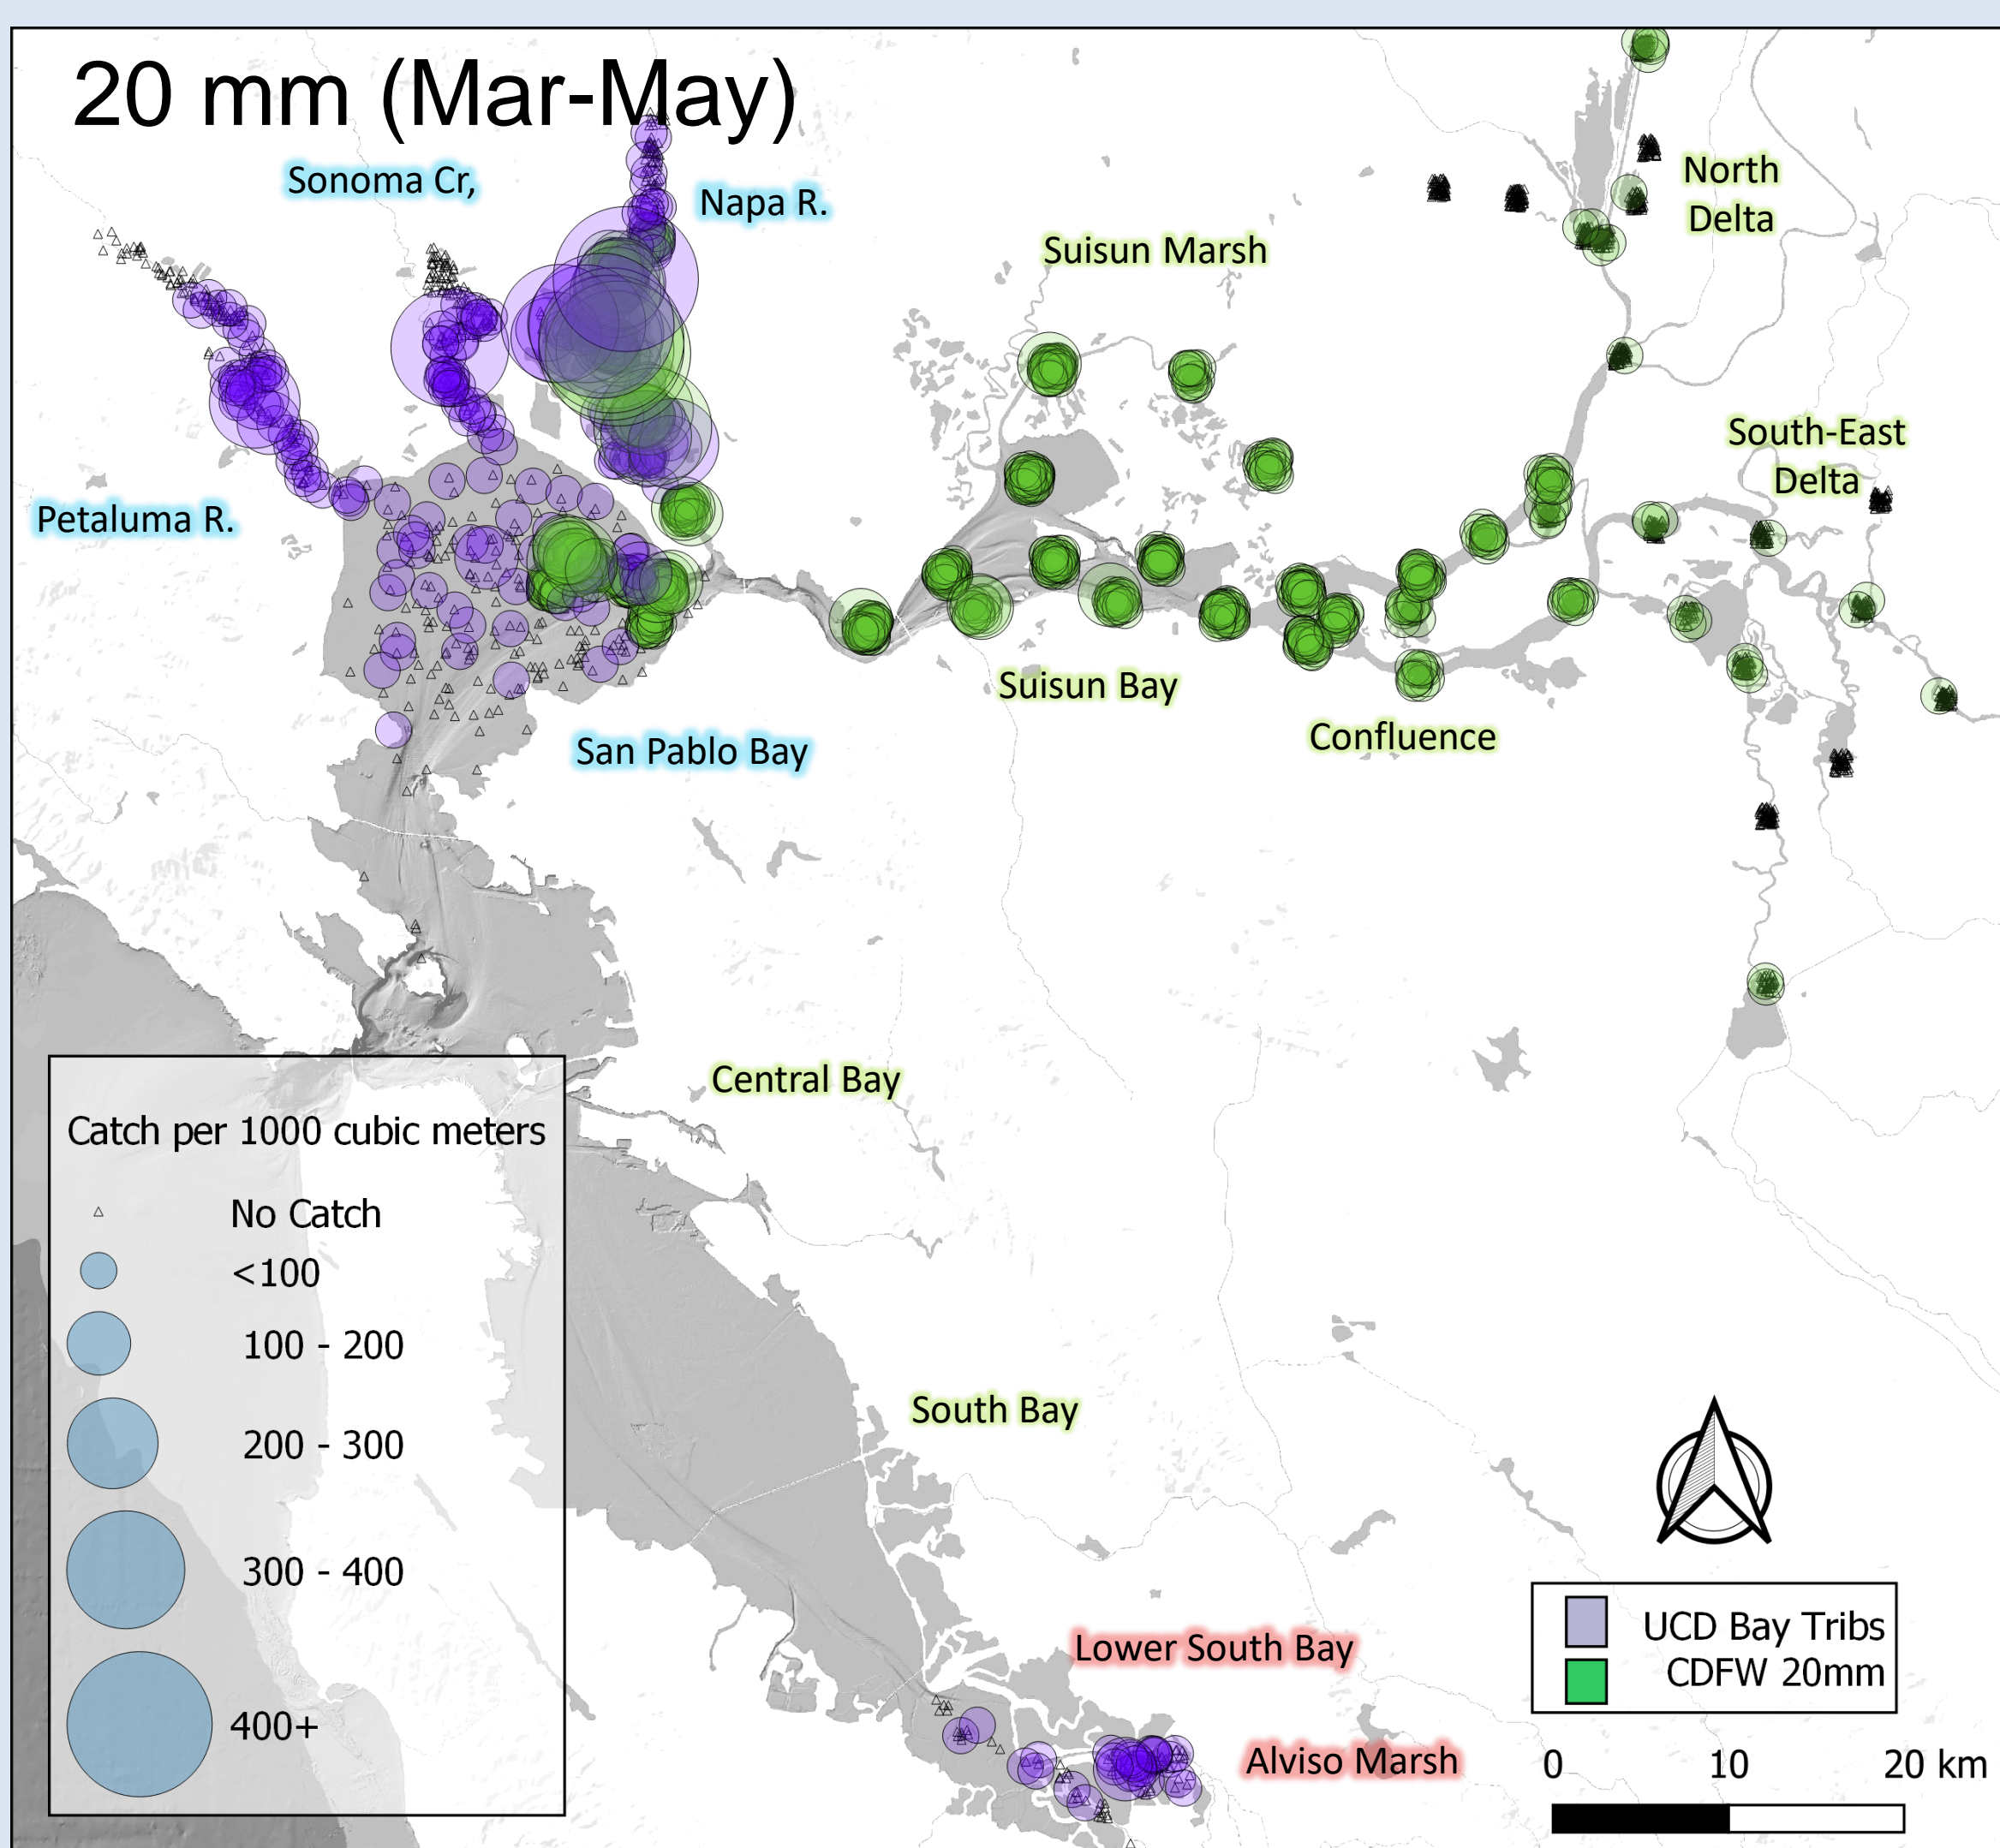 20 mm (Mar-May)
Sonoma Cr,
Napa R.
North
Delta
Suisun Marsh
South-East
Delta
Petaluma R.
Suisun Bay
Confluence
San Pablo Bay
Central Bay
Catch per 1000 cubic meters
No Catch
<100
100 - 200
200 - 300
300 - 400
400+
South Bay
Lower South Bay
Alviso Marsh
UCD Bay Tribs
CDFW 20mm
0 10 20 km